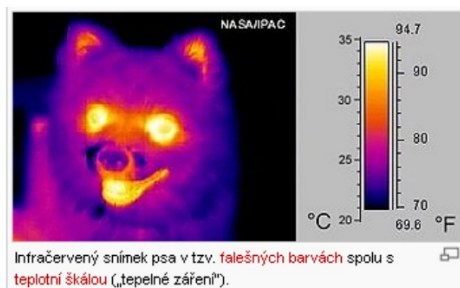 NASA/IPAC
94.7
35
90
30
80
25
70
°C 20 69.6 °F
Infračervený snímek psa v tzv. falešných barvách spolu s
teplotní škálou („tepelné záření").